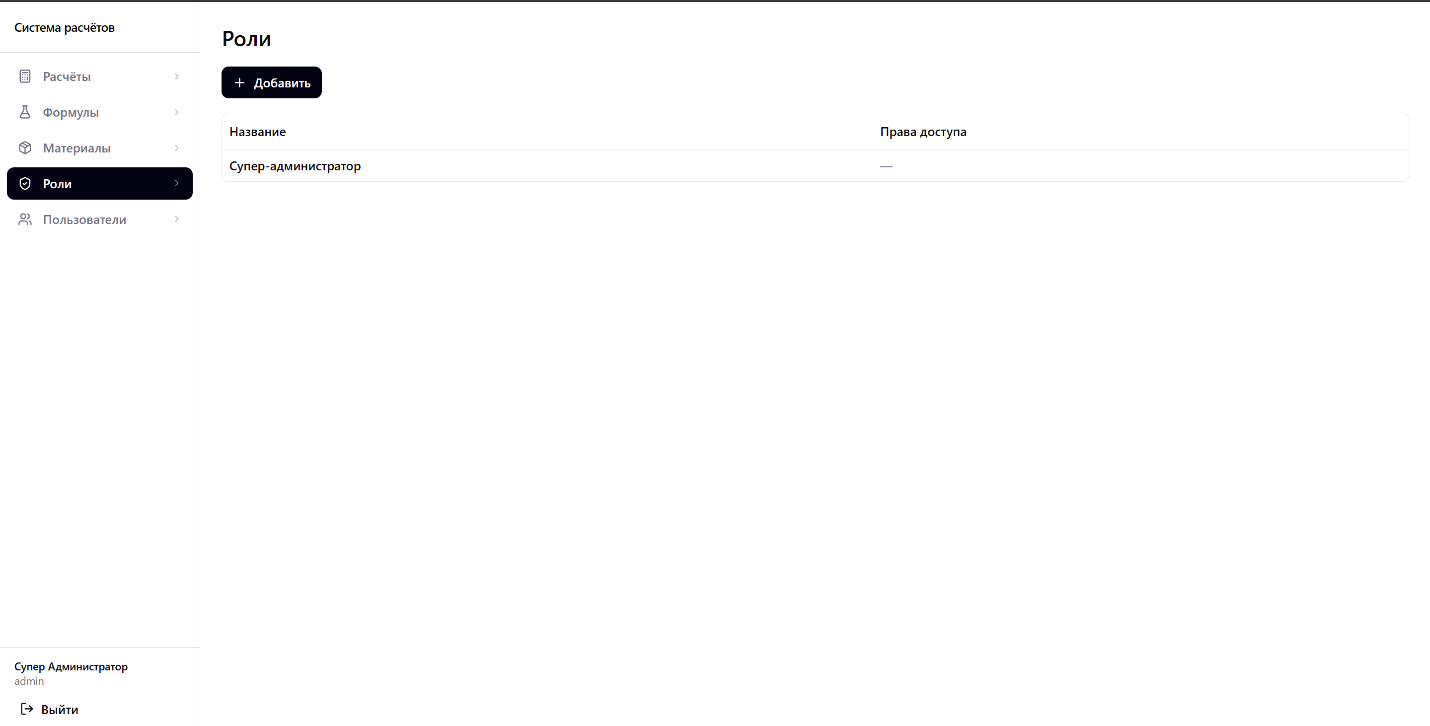 Система расчётов
Расчёты
Формулы
Материалы
Роли
Пользователи
Супер Администратор
admin
Выйти
Роли
+ Добавить
Название Права доступа
Супер-администратор —